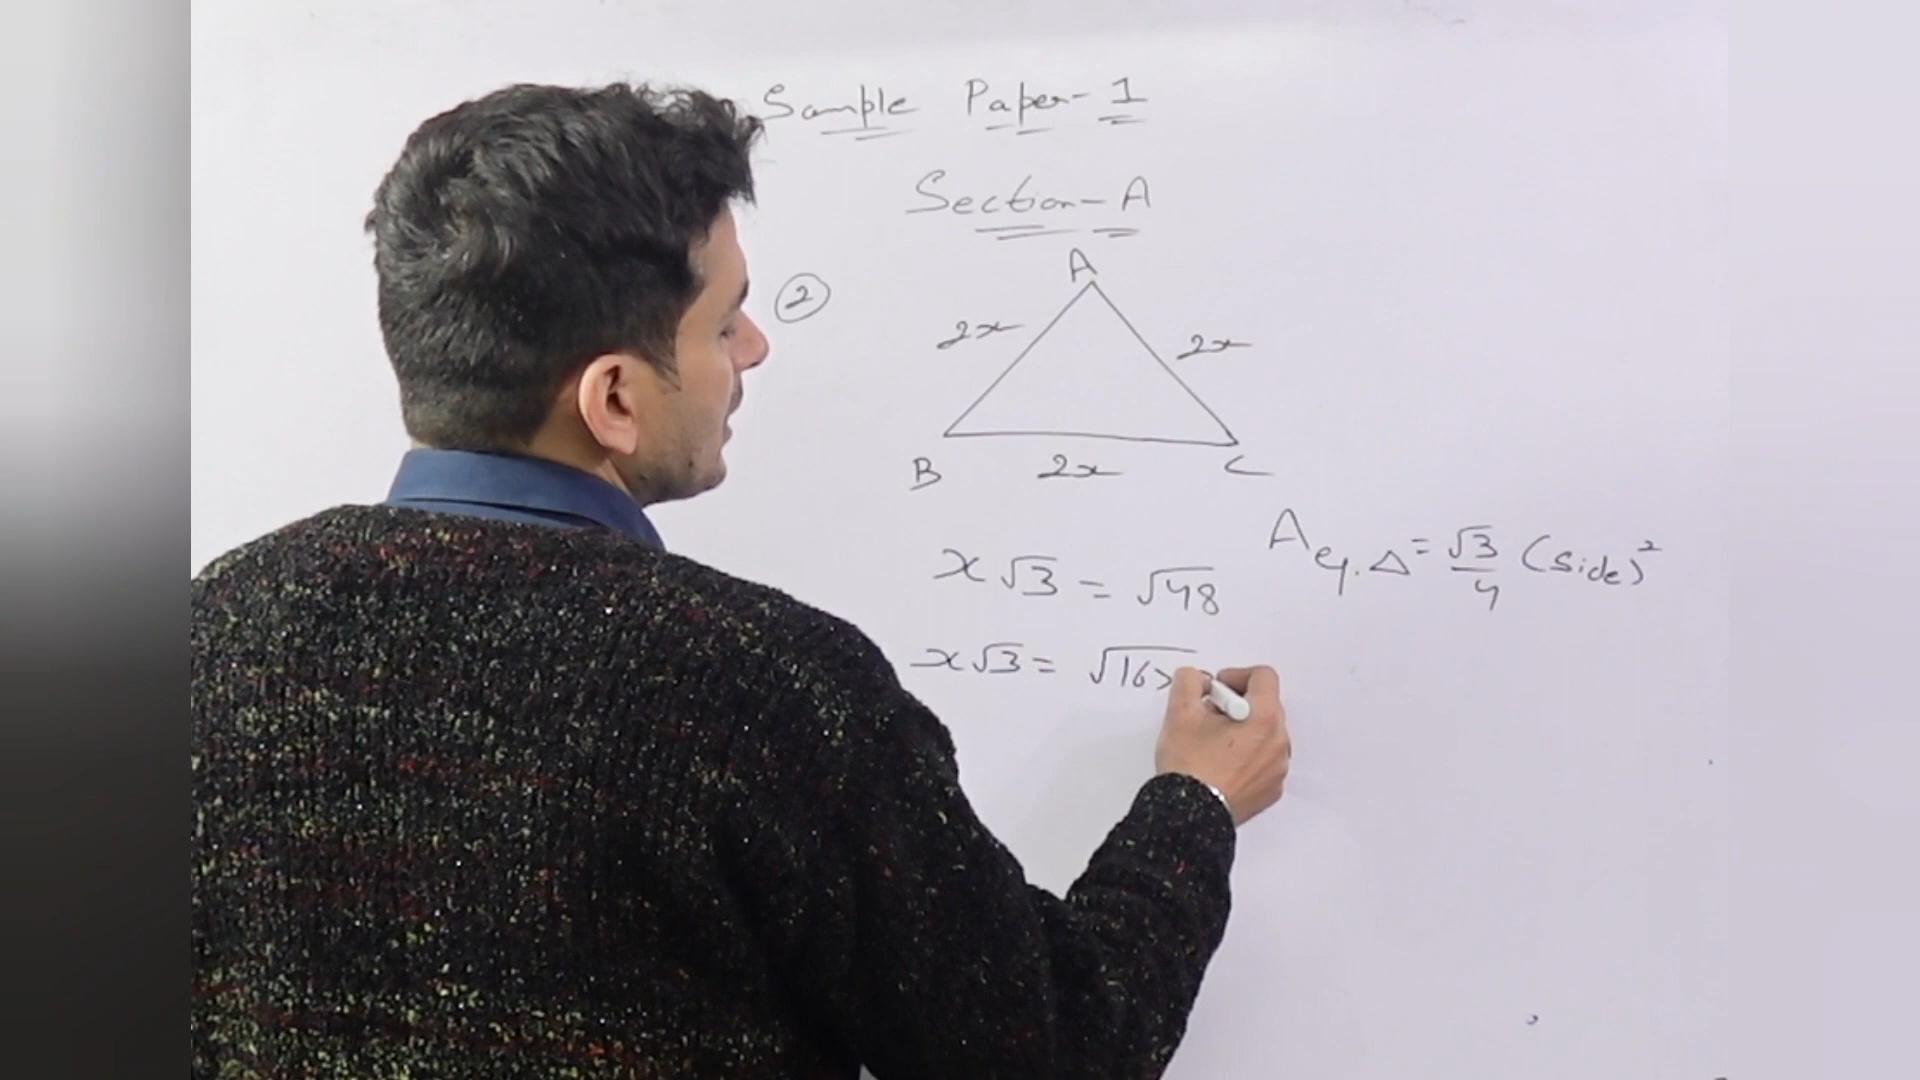 Sample Paper-1
Section-A
②
A
2x
2x
B
2x
C
x√3 = √48
A eq. Δ = √3/4 (Side)²
x√3 = √16×